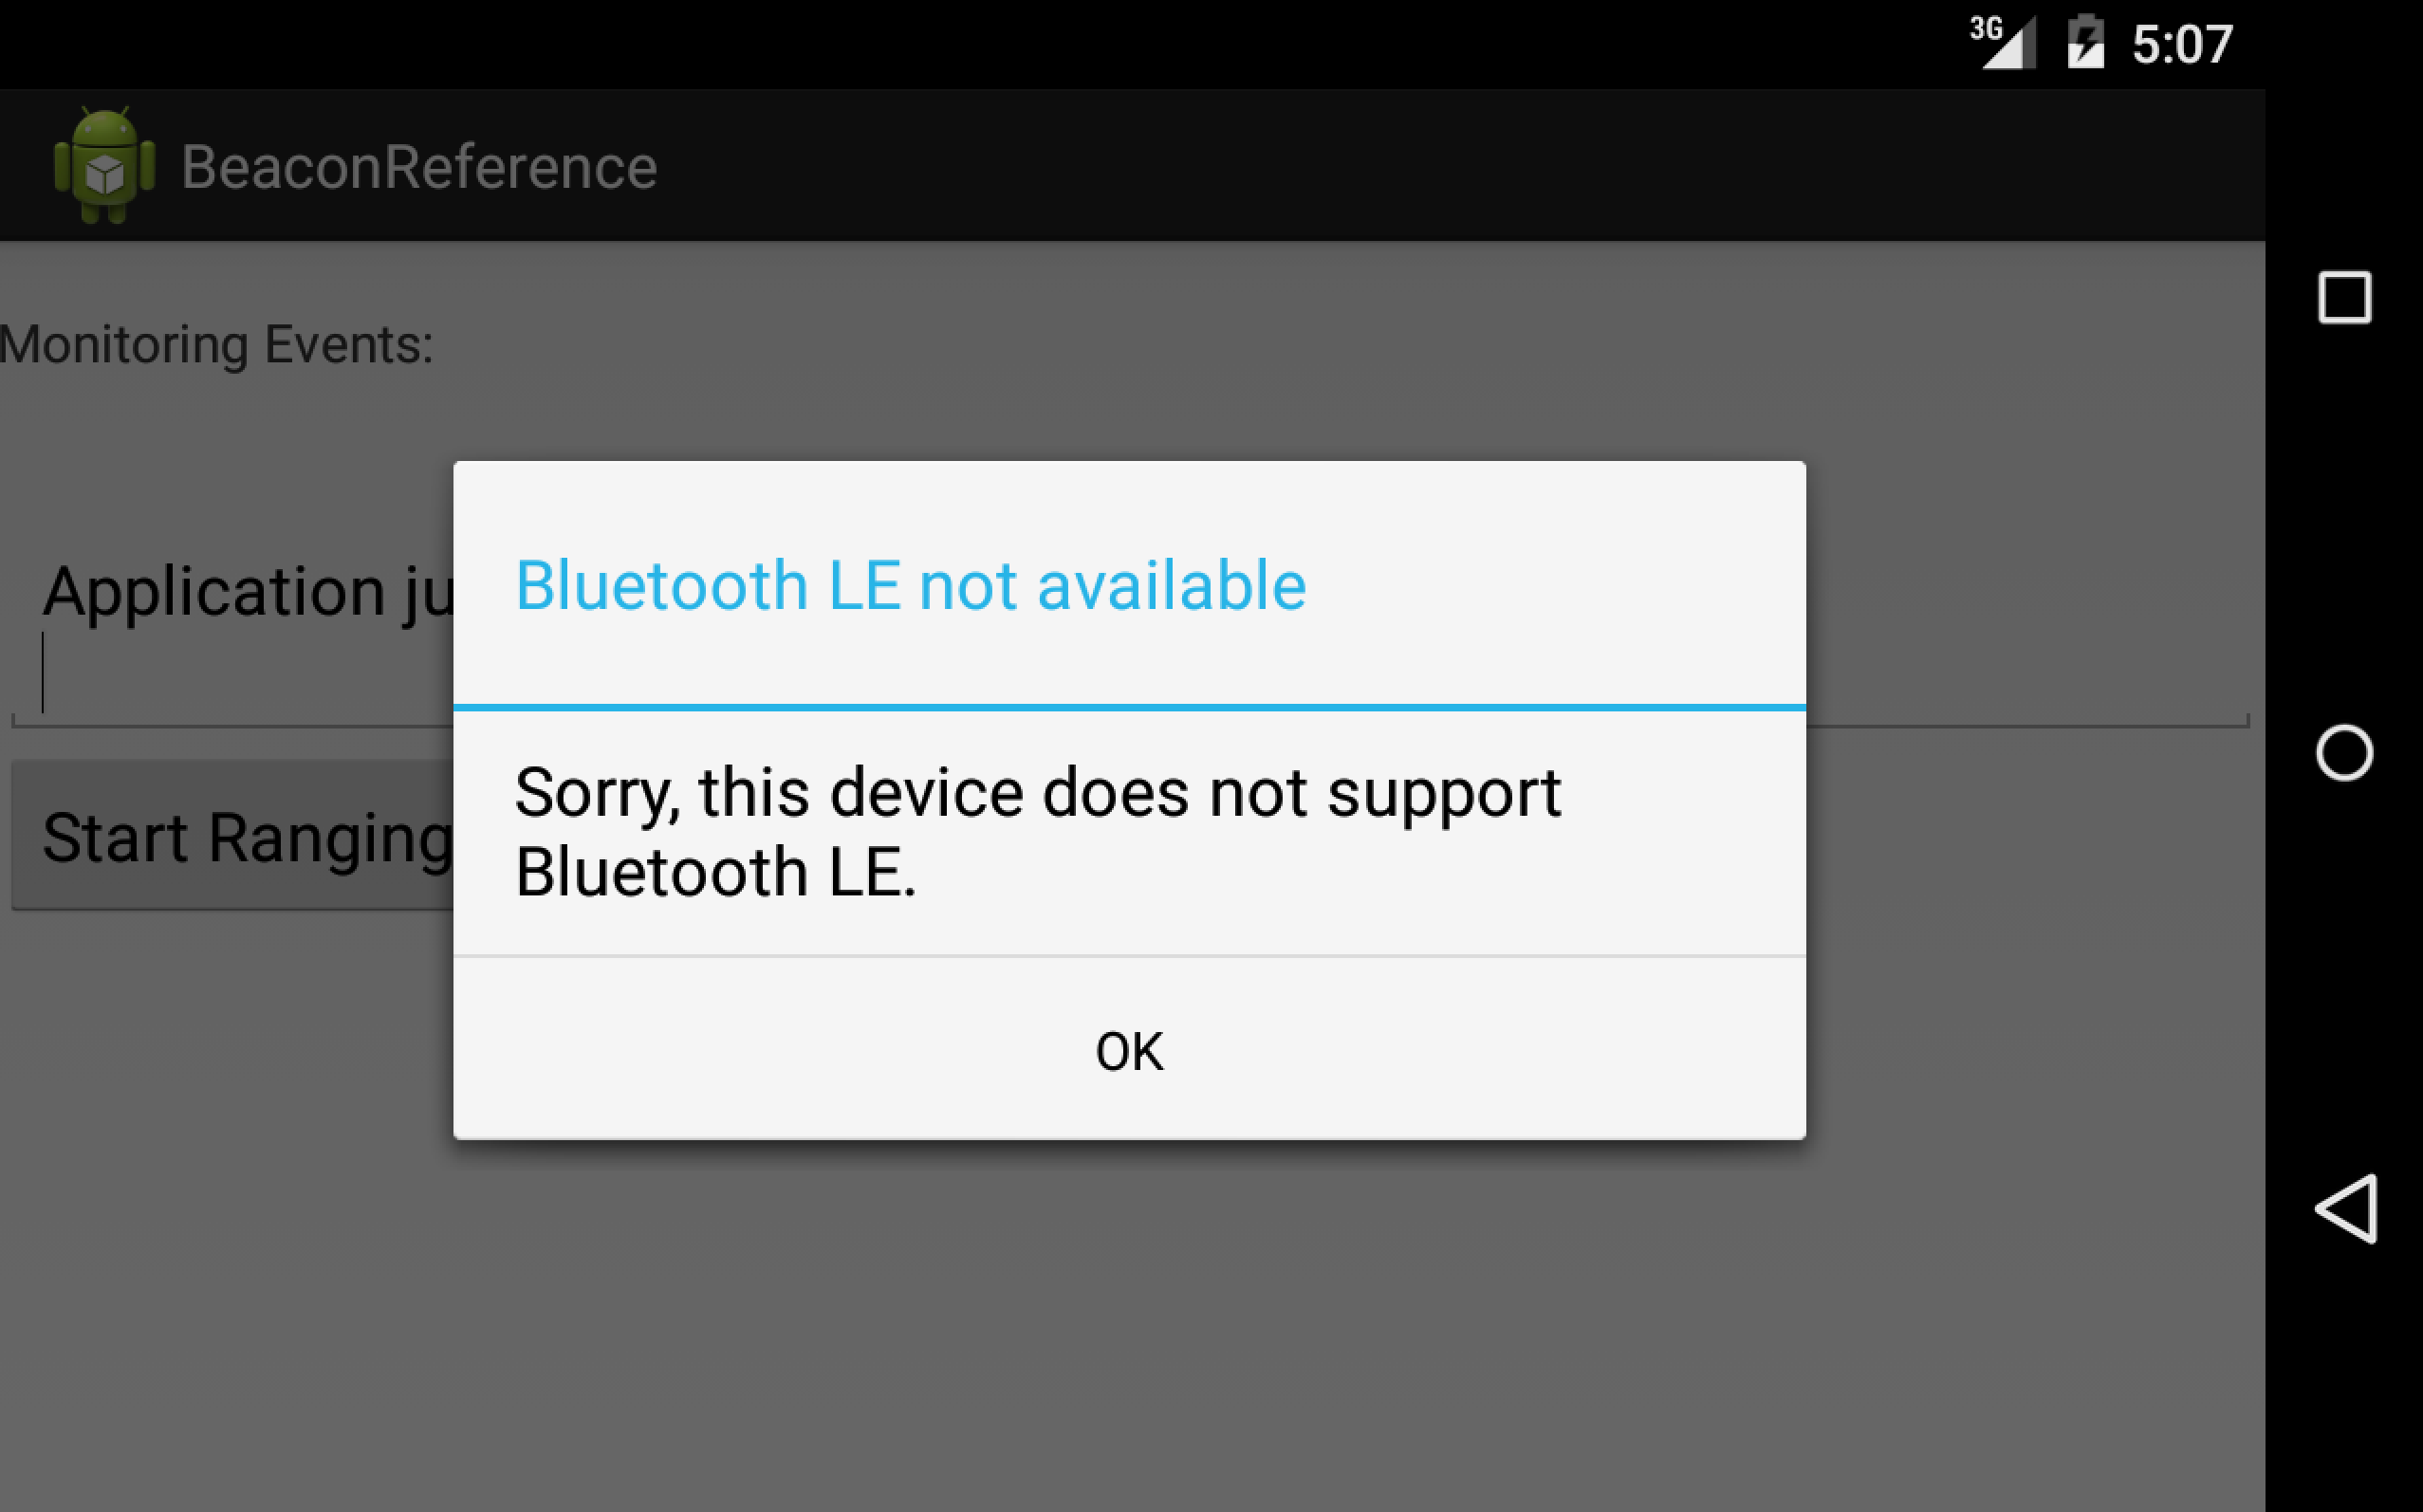 3G 5:07
BeaconReference
Monitoring Events:
Application ju
Start Ranging
Bluetooth LE not available
Sorry, this device does not support
Bluetooth LE.
OK